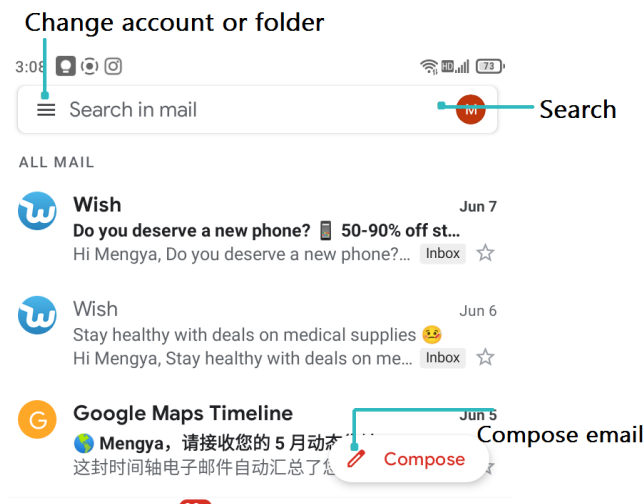 Change account or folder
3:08
HD 73
Search in mail
M
Search
ALL MAIL
Wish
Jun 7
Do you deserve a new phone? 📱 50-90% off st...
Hi Mengya, Do you deserve a new phone?...
Inbox
Wish
Jun 6
Stay healthy with deals on medical supplies 🤒
Hi Mengya, Stay healthy with deals on me...
Inbox
G
Google Maps Timeline
Jun 5
🌎 Mengya，请接收您的 5 月动态
Compose email
这封时间轴电子邮件自动汇总了您
Compose